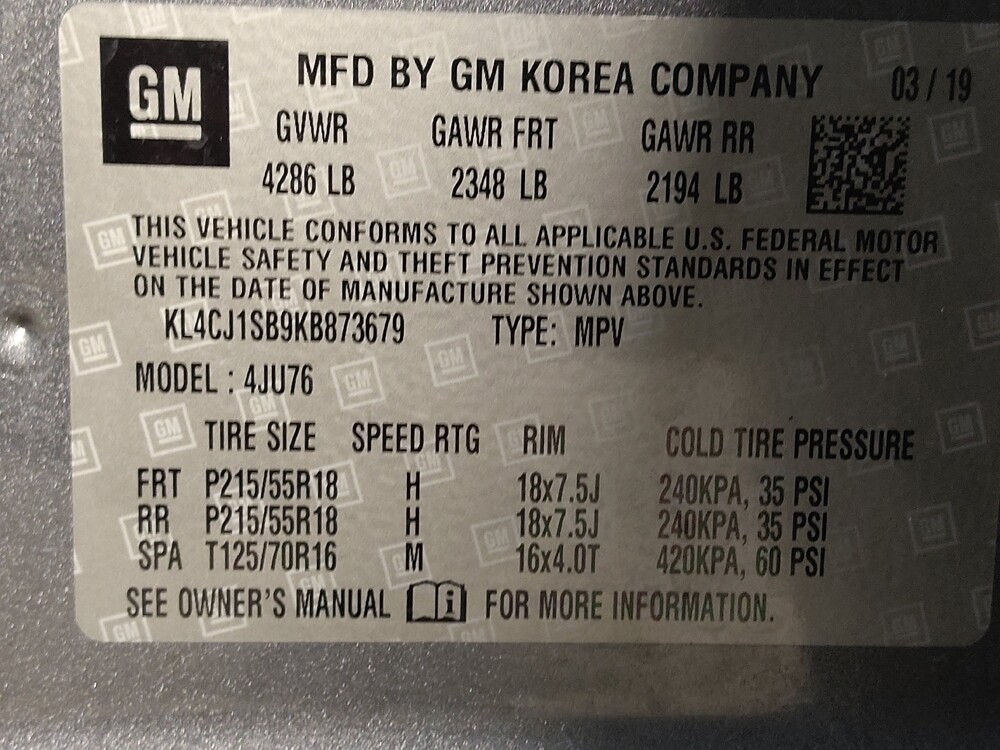 GM
MFD BY GM KOREA COMPANY 03 / 19
GVWR GAWR FRT GAWR RR
4286 LB 2348 LB 2194 LB
THIS VEHICLE CONFORMS TO ALL APPLICABLE U.S. FEDERAL MOTOR
VEHICLE SAFETY AND THEFT PREVENTION STANDARDS IN EFFECT
ON THE DATE OF MANUFACTURE SHOWN ABOVE.
KL4CJ1SB9KB873679 TYPE: MPV
MODEL : 4JU76
TIRE SIZE SPEED RTG RIM COLD TIRE PRESSURE
FRT P215/55R18 H 18x7.5J 240KPA, 35 PSI
RR P215/55R18 H 18x7.5J 240KPA, 35 PSI
SPA T125/70R16 M 16x4.0T 420KPA, 60 PSI
SEE OWNER'S MANUAL i FOR MORE INFORMATION.